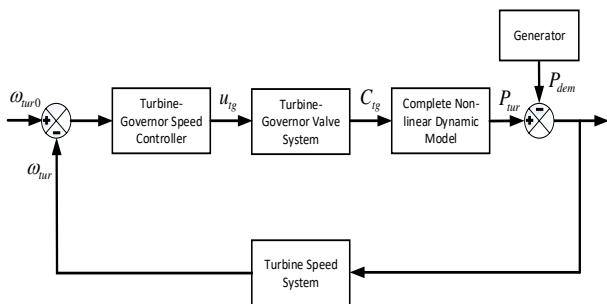 Generator
P_dem
ω_tur0
+
-
Turbine-
Governor Speed
Controller
u_tg
Turbine-
Governor Valve
System
C_tg
Complete Non-
linear Dynamic
Model
P_tur
+
-
ω_tur
Turbine Speed
System